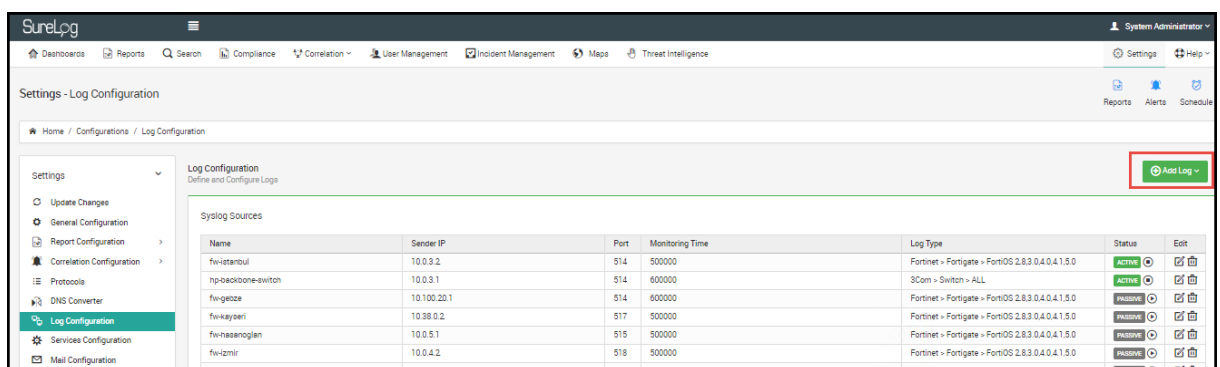 SureLog
System Administrator
Dashboards Reports Search Compliance Correlation User Management Incident Management Maps Threat Intelligence Settings Help
Settings - Log Configuration
Reports Alerts Schedule
Home / Configurations / Log Configuration
Settings
Log Configuration
Define and Configure Logs
Add Log
Update Changes
General Configuration
Report Configuration
Correlation Configuration
Protocols
DNS Converter
Log Configuration
Services Configuration
Mail Configuration
Syslog Sources
Name Sender IP Port Monitoring Time Log Type Status Edit
fw-istanbul 10.0.3.2 514 500000 Fortinet > Fortigate > FortiOS 2.8,3.0,4.0,4.1,5.0 ACTIVE
hp-backbone-switch 10.0.3.1 514 600000 3Com > Switch > ALL ACTIVE
fw-gebze 10.100.20.1 514 600000 Fortinet > Fortigate > FortiOS 2.8,3.0,4.0,4.1,5.0 PASSIVE
fw-kayseri 10.38.0.2 517 500000 Fortinet > Fortigate > FortiOS 2.8,3.0,4.0,4.1,5.0 PASSIVE
fw-hasanoglan 10.0.5.1 515 500000 Fortinet > Fortigate > FortiOS 2.8,3.0,4.0,4.1,5.0 PASSIVE
fw-izmir 10.0.4.2 518 500000 Fortinet > Fortigate > FortiOS 2.8,3.0,4.0,4.1,5.0 PASSIVE